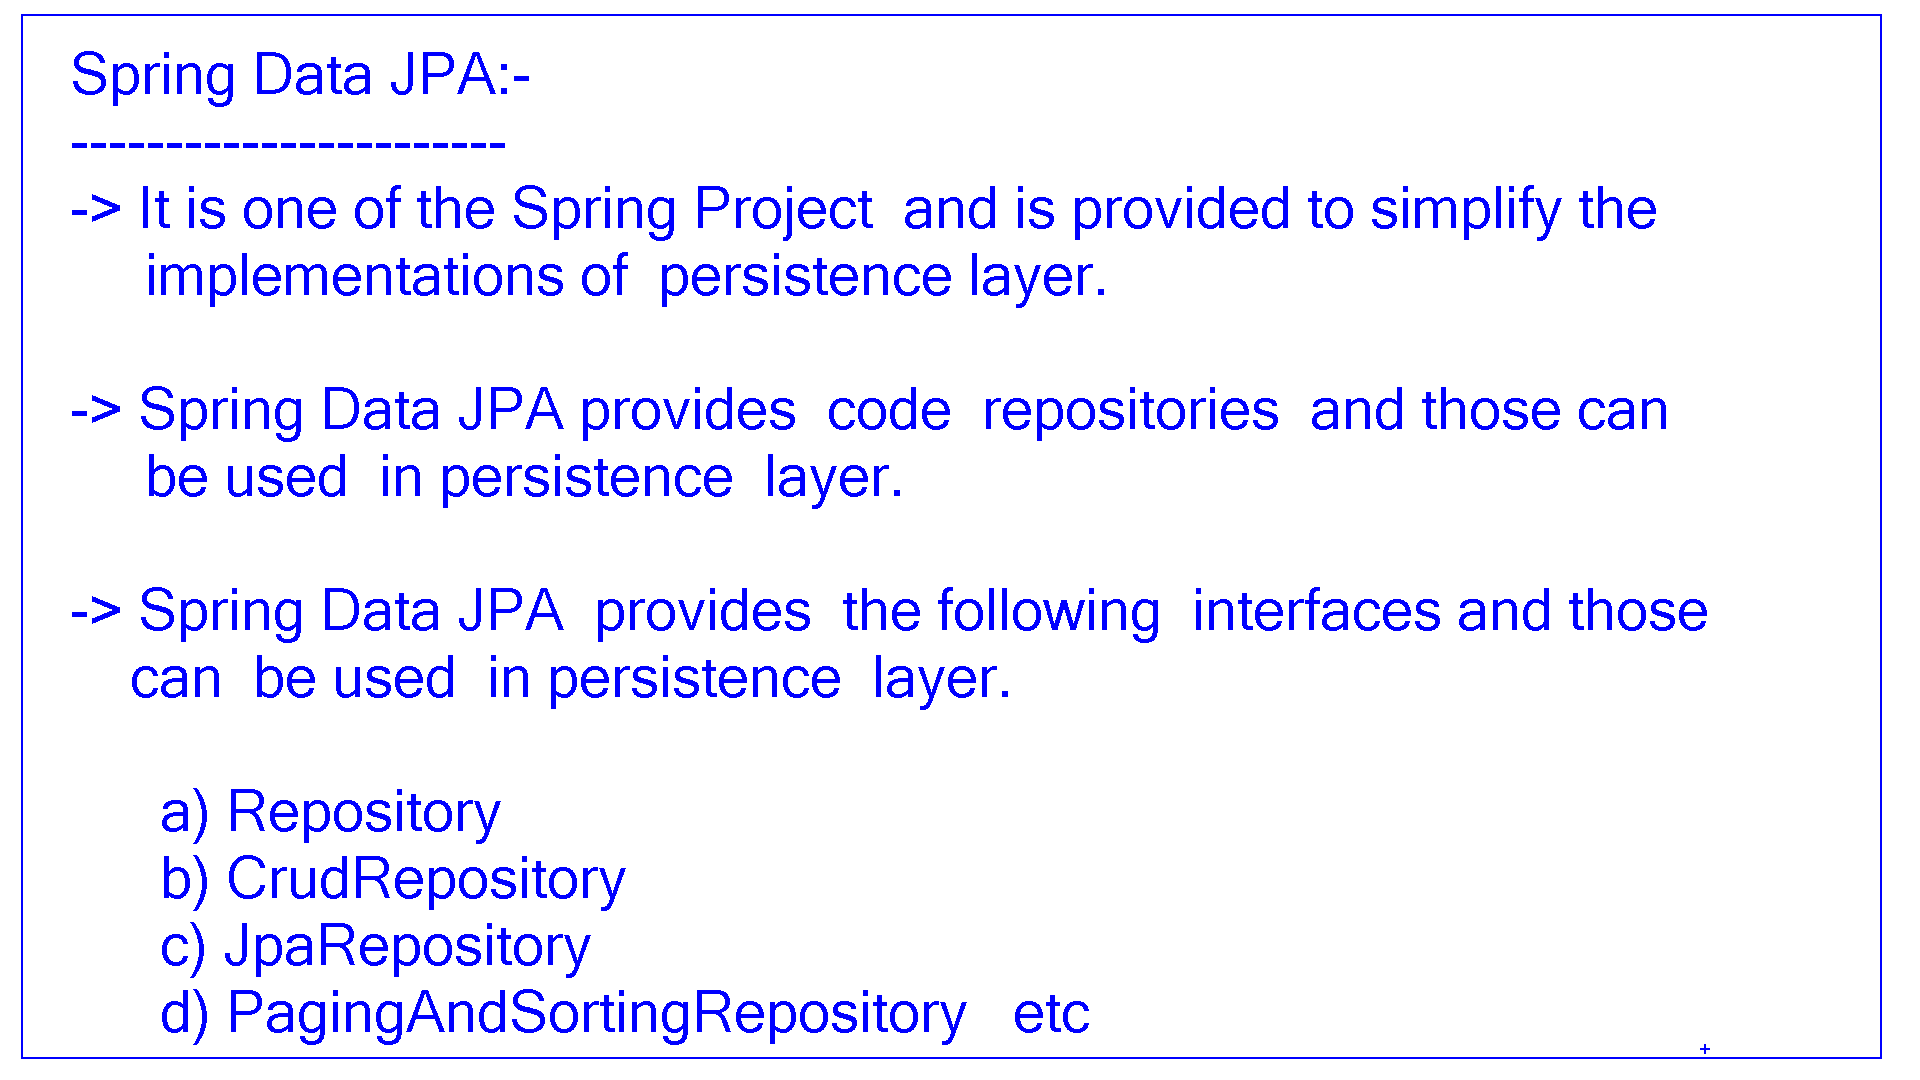 Spring Data JPA:-
-----------------------
-> It is one of the Spring Project  and is provided to simplify the
implementations of  persistence layer.
-> Spring Data JPA provides  code  repositories  and those can
be used  in persistence  layer.
-> Spring Data JPA  provides  the following  interfaces and those
can  be used  in persistence  layer.
a) Repository
b) CrudRepository
c) JpaRepository
d) PagingAndSortingRepository   etc